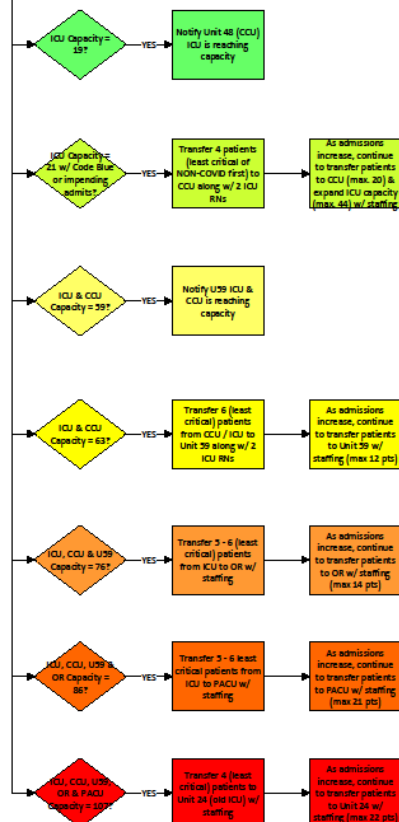 ICU Capacity =
19?
YES
Notify Unit 48 (CCU)
ICU is reaching
capacity
ICU Capacity =
21 w/ Code Blue
or impending
admits?
YES
Transfer 4 patients
(least critical of
NON-COVID first) to
CCU along w/ 2 ICU
RNs
As admissions
increase, continue
to transfer patients
to CCU (max. 20) &
expand ICU capacity
(max. 44) w/ staffing
ICU & CCU
Capacity = 59?
YES
Notify U59 ICU &
CCU is reaching
capacity
ICU & CCU
Capacity = 63?
YES
Transfer 6 (least
critical) patients
from CCU / ICU to
Unit 59 along w/ 2
ICU RNs
As admissions
increase, continue
to transfer patients
to Unit 59 w/
staffing (max 12 pts)
ICU, CCU & U59
Capacity = 76?
YES
Transfer 5 - 6 (least
critical) patients
from ICU to OR w/
staffing
As admissions
increase, continue
to transfer patients
to OR w/ staffing
(max 14 pts)
ICU, CCU, U59 &
OR Capacity =
86?
YES
Transfer 5 - 6 least
critical patients from
ICU to PACU w/
staffing
As admissions
increase, continue
to transfer patients
to PACU w/ staffing
(max 21 pts)
ICU, CCU, U59,
OR & PACU
Capacity = 107?
YES
Transfer 4 (least
critical) patients to
Unit 24 (old ICU) w/
staffing
As admissions
increase, continue
to transfer patients
to Unit 24 w/
staffing (max 22 pts)